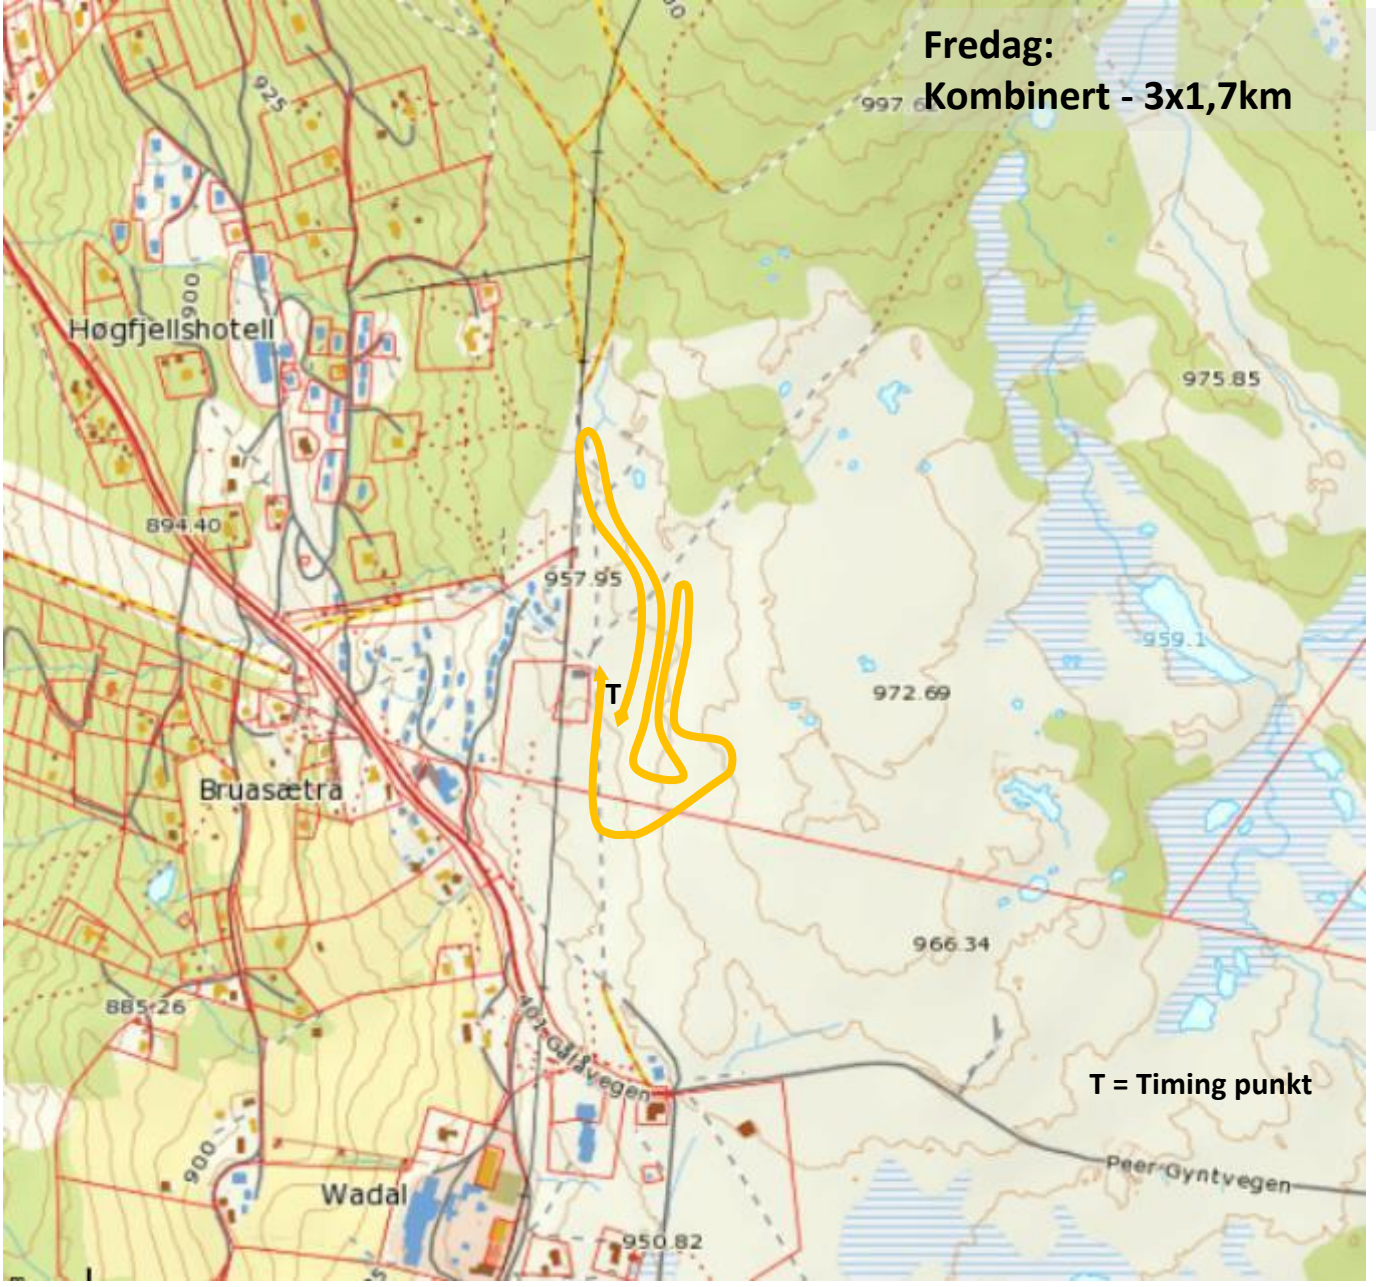 Fredag:
Kombinert - 3x1,7km
925
900
Høgfjellshotell
975.85
894.40
957.95
959.1
T
972.69
Bruasætra
966.34
885.26
401 Gålåvegen
T = Timing punkt
900
Peer Gyntvegen
Wadal
950.82